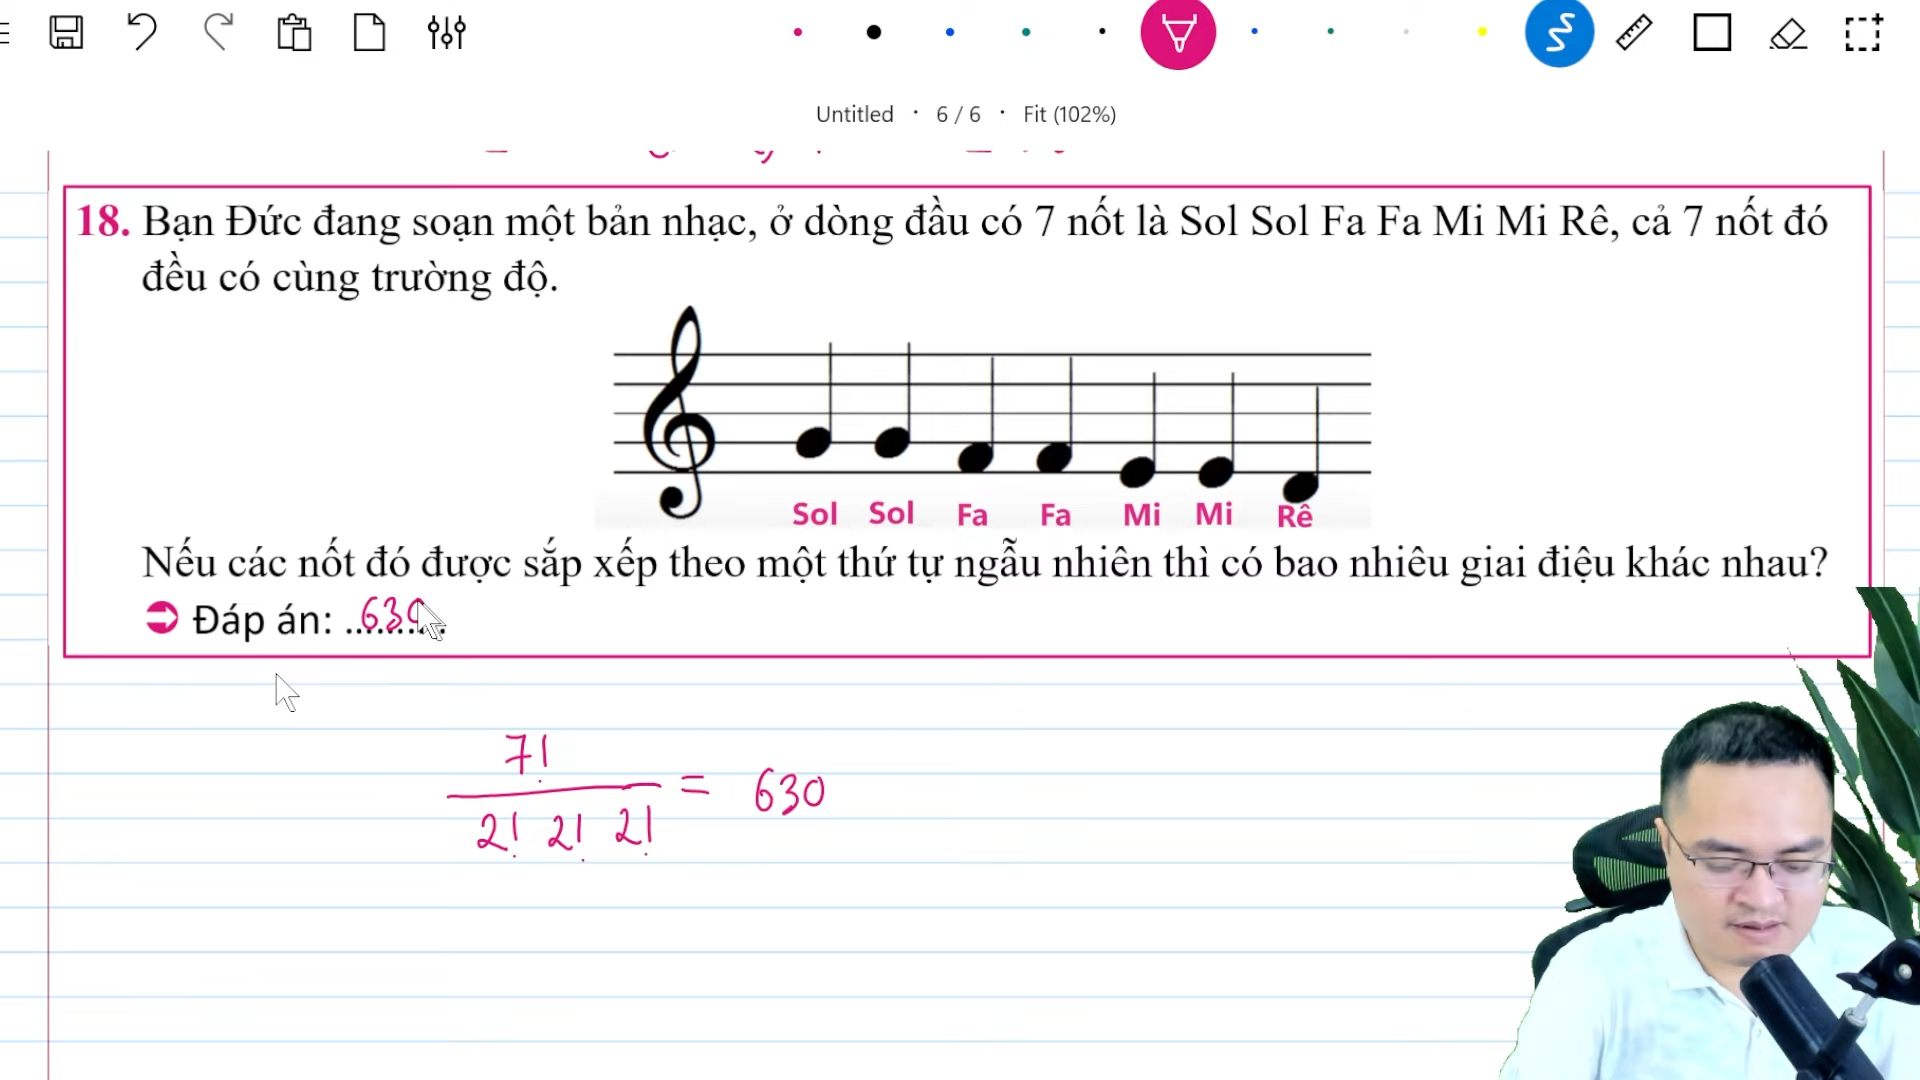 Untitled · 6 / 6 · Fit (102%)
18. Bạn Đức đang soạn một bản nhạc, ở dòng đầu có 7 nốt là Sol Sol Fa Fa Mi Mi Rê, cả 7 nốt đó
đều có cùng trường độ.
Sol Sol Fa Fa Mi Mi Rê
Nếu các nốt đó được sắp xếp theo một thứ tự ngẫu nhiên thì có bao nhiêu giai điệu khác nhau?
Đáp án: ...630...
7!
2! 2! 2!
= 630